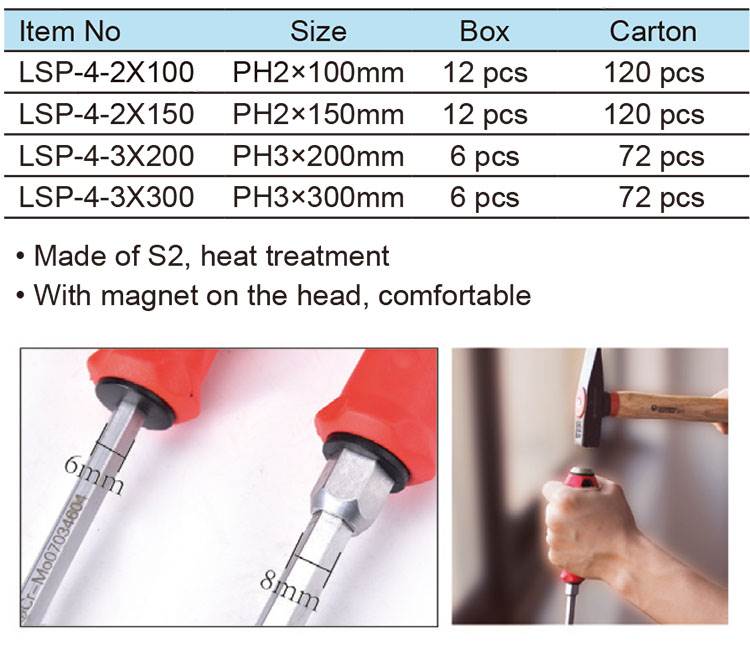 Item No Size Box Carton
LSP-4-2X100 PH2×100mm 12 pcs 120 pcs
LSP-4-2X150 PH2×150mm 12 pcs 120 pcs
LSP-4-3X200 PH3×200mm 6 pcs 72 pcs
LSP-4-3X300 PH3×300mm 6 pcs 72 pcs
• Made of S2, heat treatment
• With magnet on the head, comfortable
6mm
Cr-Mo07034604
8mm